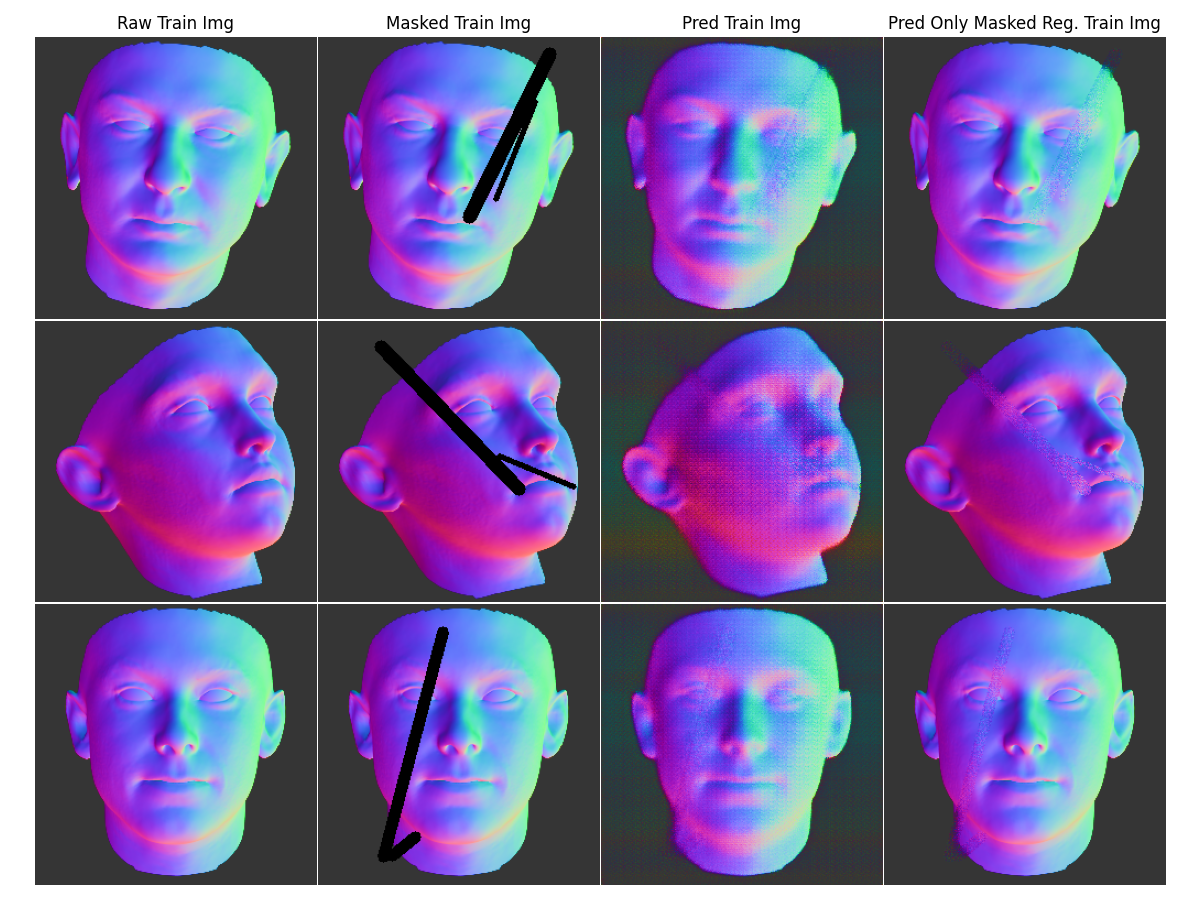 Raw Train Img
Masked Train Img
Pred Train Img
Pred Only Masked Reg. Train Img